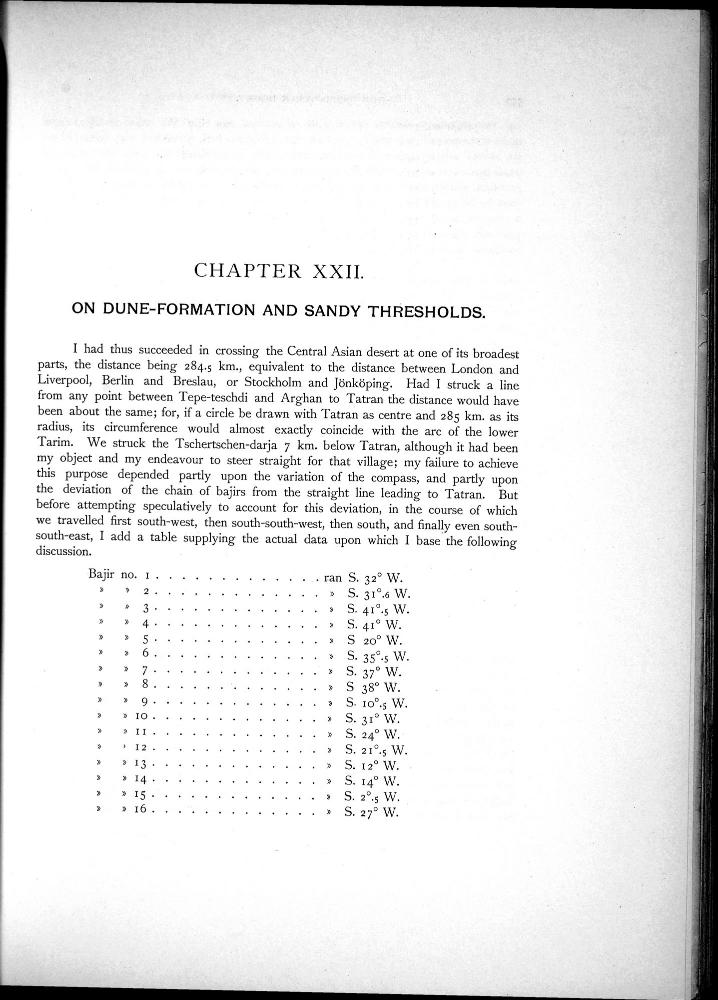 CHAPTER XXII.
ON DUNE-FORMATION AND SANDY THRESHOLDS.
I had thus succeeded in crossing the Central Asian desert at one of its broadest
parts, the distance being 284.5 km., equivalent to the distance between London and
Liverpool, Berlin and Breslau, or Stockholm and Jönköping. Had I struck a line
from any point between Tepe-teschdi and Arghan to Tatran the distance would have
been about the same; for, if a circle be drawn with Tatran as centre and 285 km. as its
radius, its circumference would almost exactly coincide with the arc of the lower
Tarim. We struck the Tschertschen-darja 7 km. below Tatran, although it had been
my object and my endeavour to steer straight for that village; my failure to achieve
this purpose depended partly upon the variation of the compass, and partly upon
the deviation of the chain of bajirs from the straight line leading to Tatran. But
before attempting speculatively to account for this deviation, in the course of which
we travelled first south-west, then south-south-west, then south, and finally even south-
south-east, I add a table supplying the actual data upon which I base the following
discussion.
Bajir no. 1 . . . . . . . . . . . . . ran S. 32° W.
» » 2 . . . . . . . . . . . . . » S. 31°.6 W.
» » 3 . . . . . . . . . . . . . » S. 41°.5 W.
» » 4 . . . . . . . . . . . . . » S. 41° W.
» » 5 . . . . . . . . . . . . . » S 20° W.
» » 6 . . . . . . . . . . . . . » S. 35°.5 W.
» » 7 . . . . . . . . . . . . . » S. 37° W.
» » 8 . . . . . . . . . . . . . » S 38° W.
» » 9 . . . . . . . . . . . . . » S. 10°.5 W.
» » 10 . . . . . . . . . . . . . » S. 31° W.
» » 11 . . . . . . . . . . . . . » S. 24° W.
» » 12 . . . . . . . . . . . . . » S. 21°.5 W.
» » 13 . . . . . . . . . . . . . » S. 12° W.
» » 14 . . . . . . . . . . . . . » S. 14° W.
» » 15 . . . . . . . . . . . . . » S. 2°.5 W.
» » 16 . . . . . . . . . . . . . » S. 27° W.